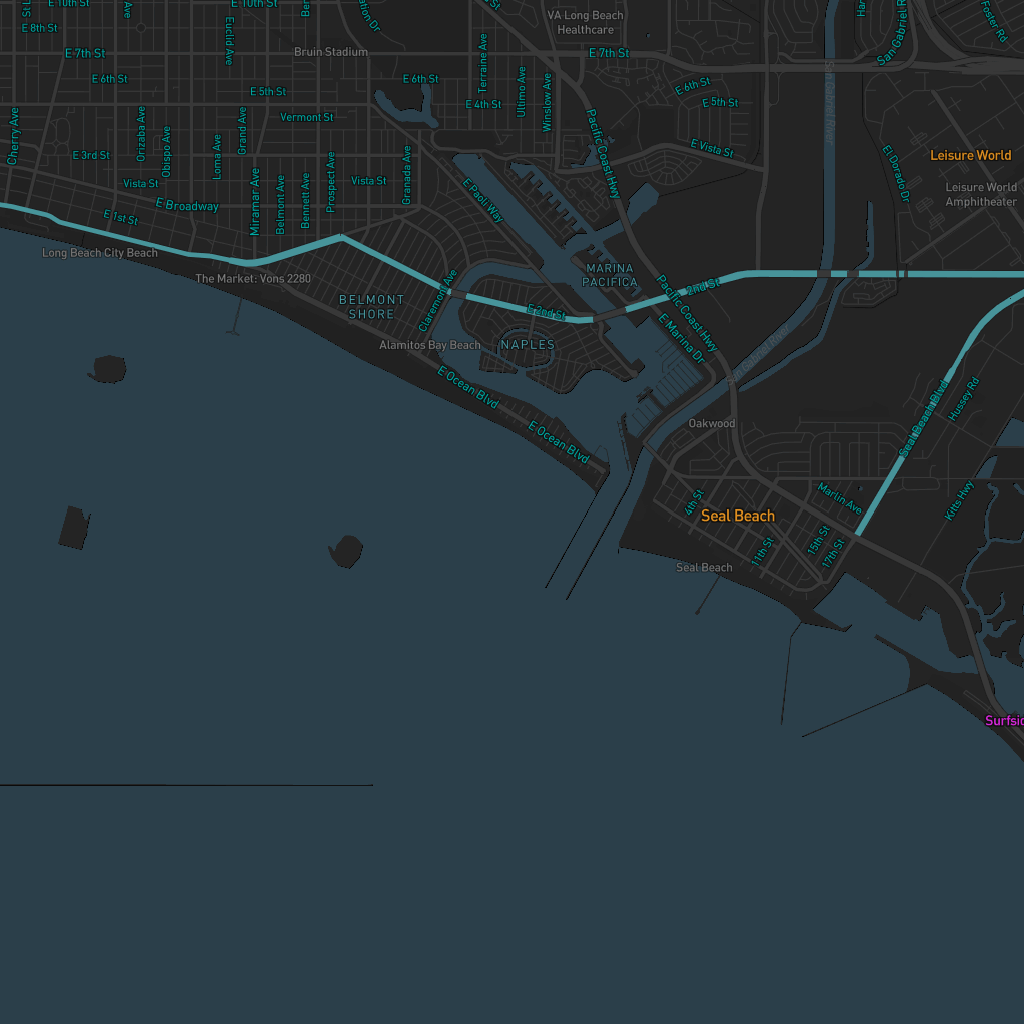 E 10th St
E 10th St
VA Long Beach
Healthcare
E 8th St
Euclid Ave
San Gabriel R
Foster Rd
E 7th St
Bruin Stadium
E 7th St
E 6th St
E 6th St
Terraine Ave
Ultimo Ave
Winslow Ave
E 6th St
E 5th St
E 4th St
E 5th St
San Gabriel River
Cherry Ave
Orizaba Ave
Obispo Ave
Grand Ave
Vermont St
Pacific Coast Hwy
E 3rd St
Loma Ave
E Vista St
Leisure World
Vista St
Miramar Ave
Belmont Ave
Bennett Ave
Prospect Ave
Vista St
Granada Ave
El Dorado Dr
Leisure World
Amphitheater
E Broadway
E Paoli Way
E 1st St
Long Beach City Beach
The Market: Vons 2280
MARINA
PACIFICA
2nd St
Pacific Coast Hwy
BELMONT
SHORE
Claremont Ave
E 2nd St
E Marina Dr
NAPLES
Alamitos Bay Beach
San Gabriel River
E Ocean Blvd
Seal Beach Blvd
Hussey Rd
E Ocean Blvd
Oakwood
4th St
Marlin Ave
Kitts Hwy
Seal Beach
11th St
15th St
17th St
Seal Beach
Surfsic